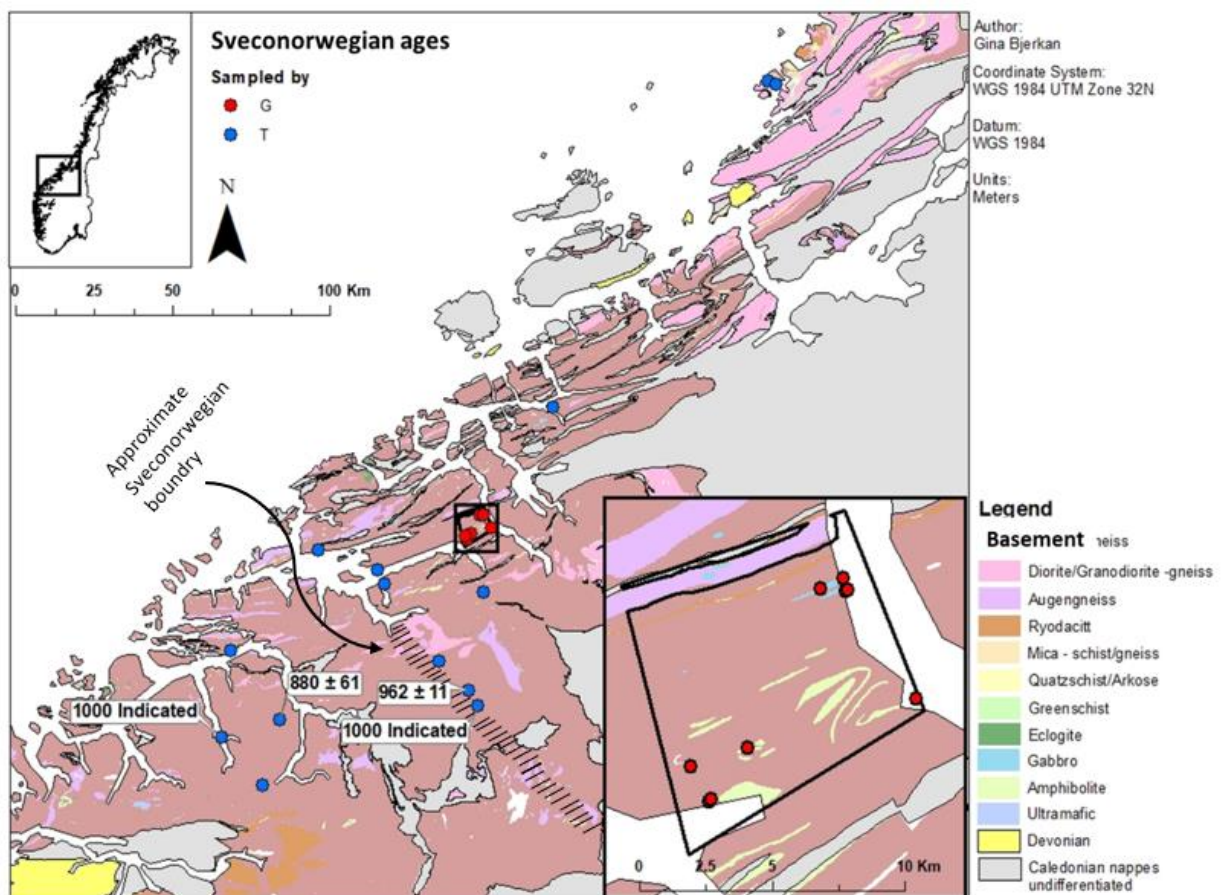 Sveconorwegian ages
Sampled by
G
T
N
0 25 50 100 Km
Approximate
Sveconorwegian
boundry
880 ± 61
962 ± 11
1000 Indicated
1000 Indicated
0 2.5 5 10 Km
Author:
Gina Bjerkan
Coordinate System:
WGS 1984 UTM Zone 32N
Datum:
WGS 1984
Units:
Meters
Legend
Basement neiss
Diorite/Granodiorite -gneiss
Augengneiss
Ryodacitt
Mica - schist/gneiss
Quatzschist/Arkose
Greenschist
Eclogite
Gabbro
Amphibolite
Ultramafic
Devonian
Caledonian nappes
undifferentiated